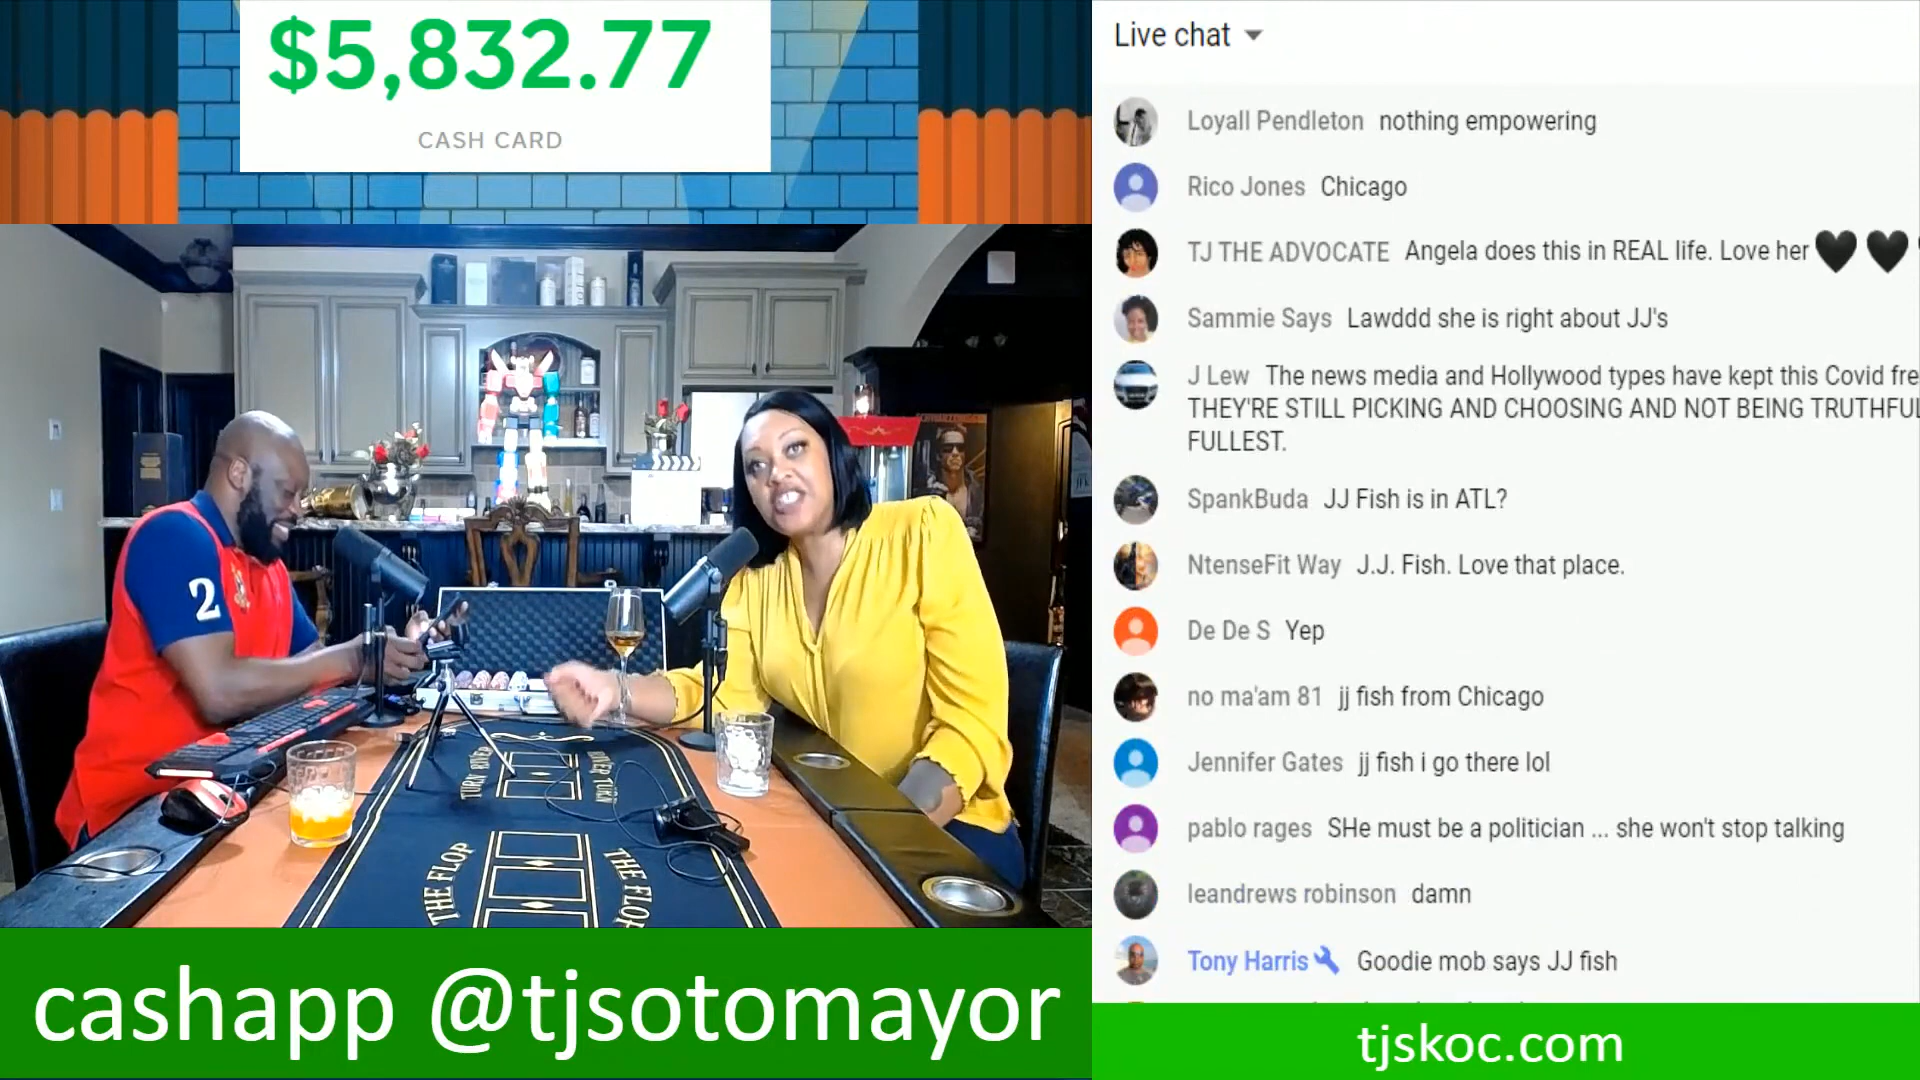 $5,832.77
CASH CARD
Live chat
Loyall Pendleton nothing empowering
Rico Jones Chicago
TJ THE ADVOCATE Angela does this in REAL life. Love her
Sammie Says Lawddd she is right about JJ's
J Lew The news media and Hollywood types have kept this Covid fre
THEY'RE STILL PICKING AND CHOOSING AND NOT BEING TRUTHFUL
FULLEST.
SpankBuda JJ Fish is in ATL?
NtenseFit Way J.J. Fish. Love that place.
De De S Yep
no ma'am 81 jj fish from Chicago
Jennifer Gates jj fish i go there lol
pablo rages SHe must be a politician ... she won't stop talking
leandrews robinson damn
Tony Harris Goodie mob says JJ fish
2
TURN RIVER
RIVER TURN
THE FLOP
THE FLOP
cashapp @tjsotomayor
tjskoc.com